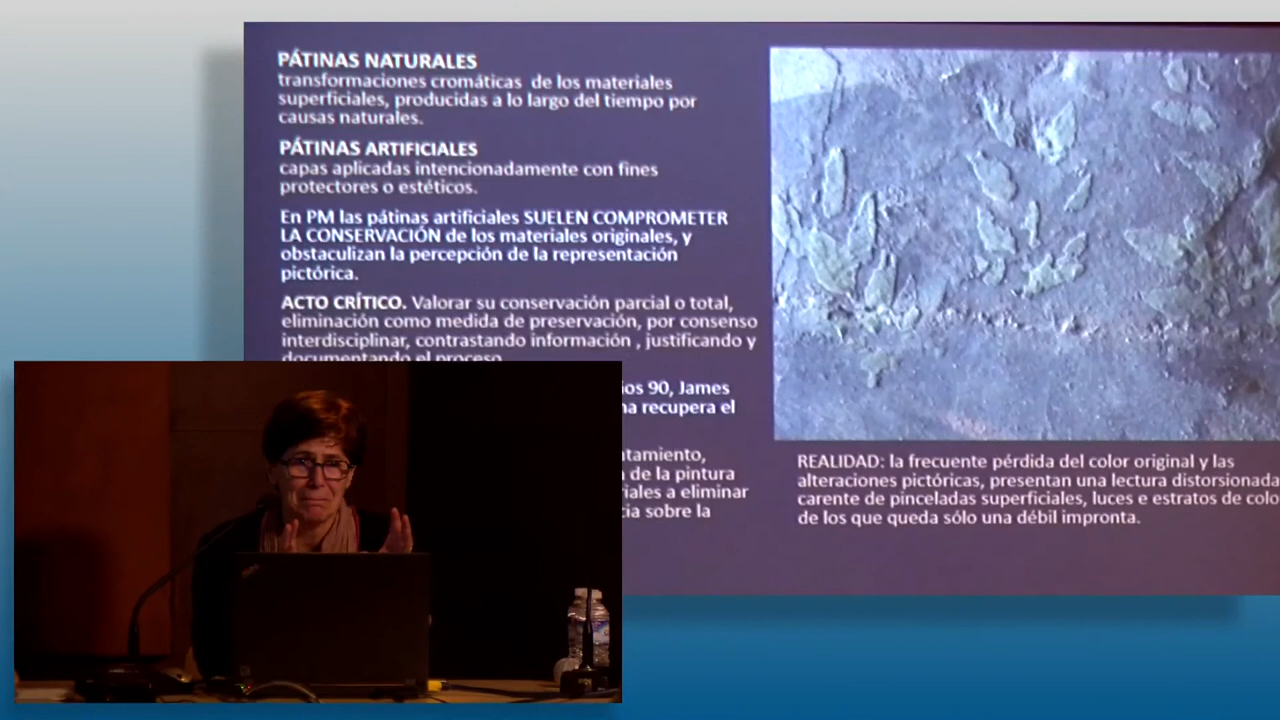 PÁTINAS NATURALES
transformaciones cromáticas de los materiales
superficiales, producidas a lo largo del tiempo por
causas naturales.
PÁTINAS ARTIFICIALES
capas aplicadas intencionadamente con fines
protectores o estéticos.
En PM las pátinas artificiales SUELEN COMPROMETER
LA CONSERVACIÓN de los materiales originales, y
obstaculizan la percepción de la representación
pictórica.
ACTO CRÍTICO. Valorar su conservación parcial o total,
eliminación como medida de preservación, por consenso
interdisciplinar, contrastando información , justificando y
documentando el proceso
90, James
recupera el
de la pintura
a eliminar
sobre la
REALIDAD: la frecuente pérdida del color original y las
alteraciones pictóricas, presentan una lectura distorsionada
carente de pinceladas superficiales, luces e estratos de colo
de los que queda sólo una débil impronta.